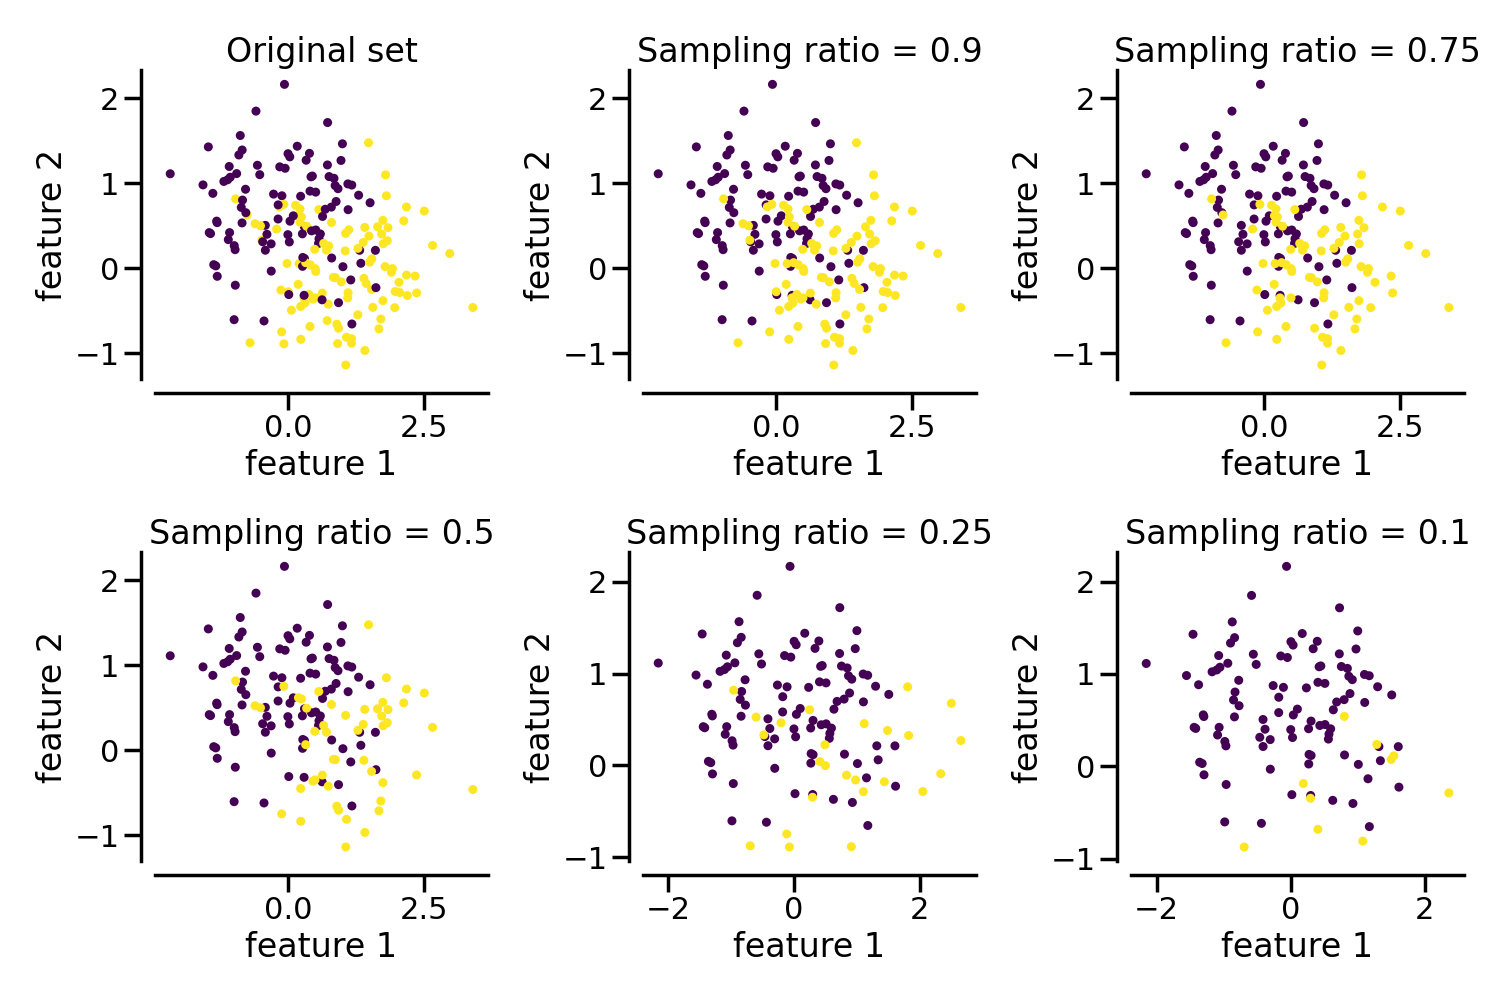 Original set
Sampling ratio = 0.9
Sampling ratio = 0.75
2
1
0
−1
feature 2
0.0
2.5
feature 1
2
1
0
−1
feature 2
0.0
2.5
feature 1
2
1
0
−1
feature 2
0.0
2.5
feature 1
Sampling ratio = 0.5
Sampling ratio = 0.25
Sampling ratio = 0.1
2
1
0
−1
feature 2
0.0
2.5
feature 1
2
1
0
−1
feature 2
−2
0
2
feature 1
2
1
0
−1
feature 2
−2
0
2
feature 1